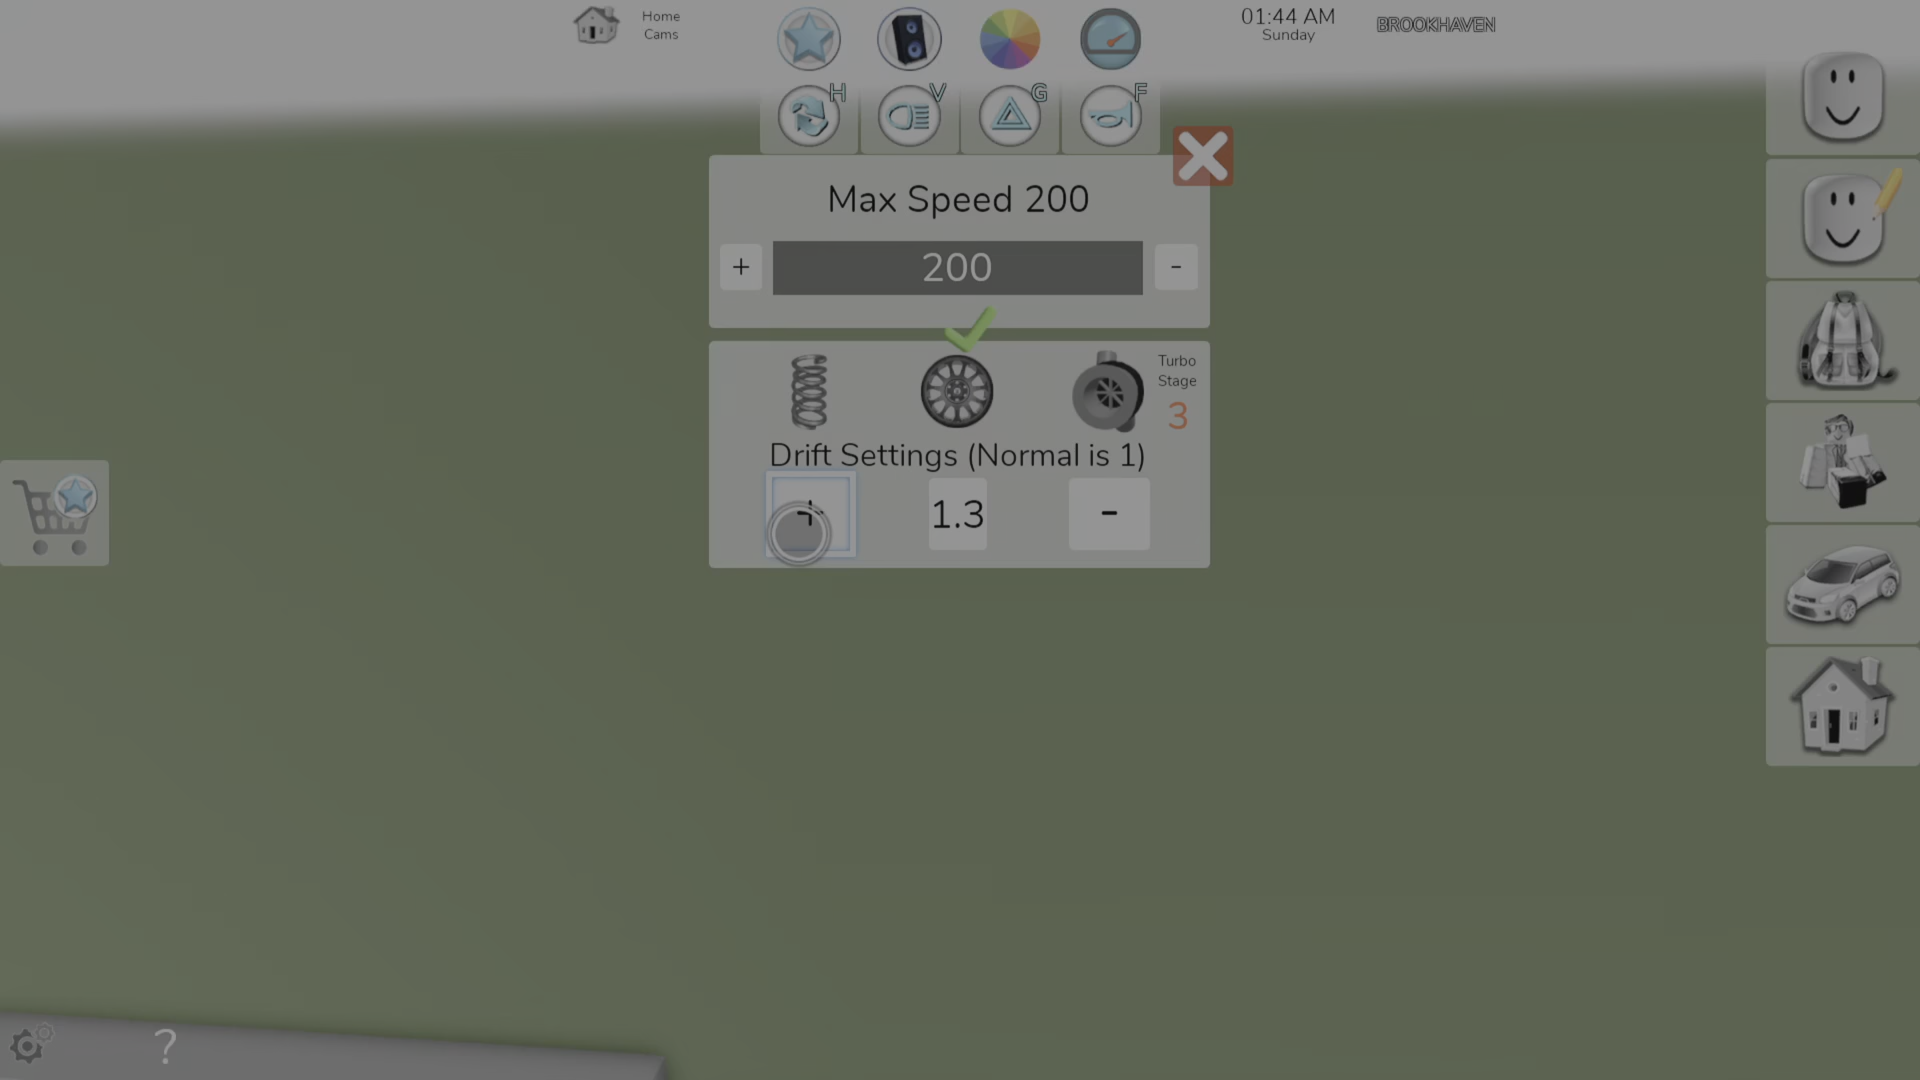 Home
Cams
01:44 AM
Sunday
BROOKHAVEN
H
V
G
F
Max Speed 200
+
200
-
Turbo
Stage
3
Drift Settings (Normal is 1)
+
1.3
-
?